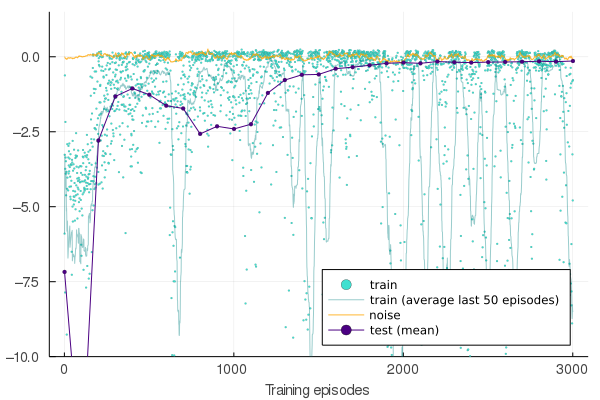 0.0
−2.5
−5.0
−7.5
−10.0
0
1000
2000
3000
Training episodes
train
train (average last 50 episodes)
noise
test (mean)